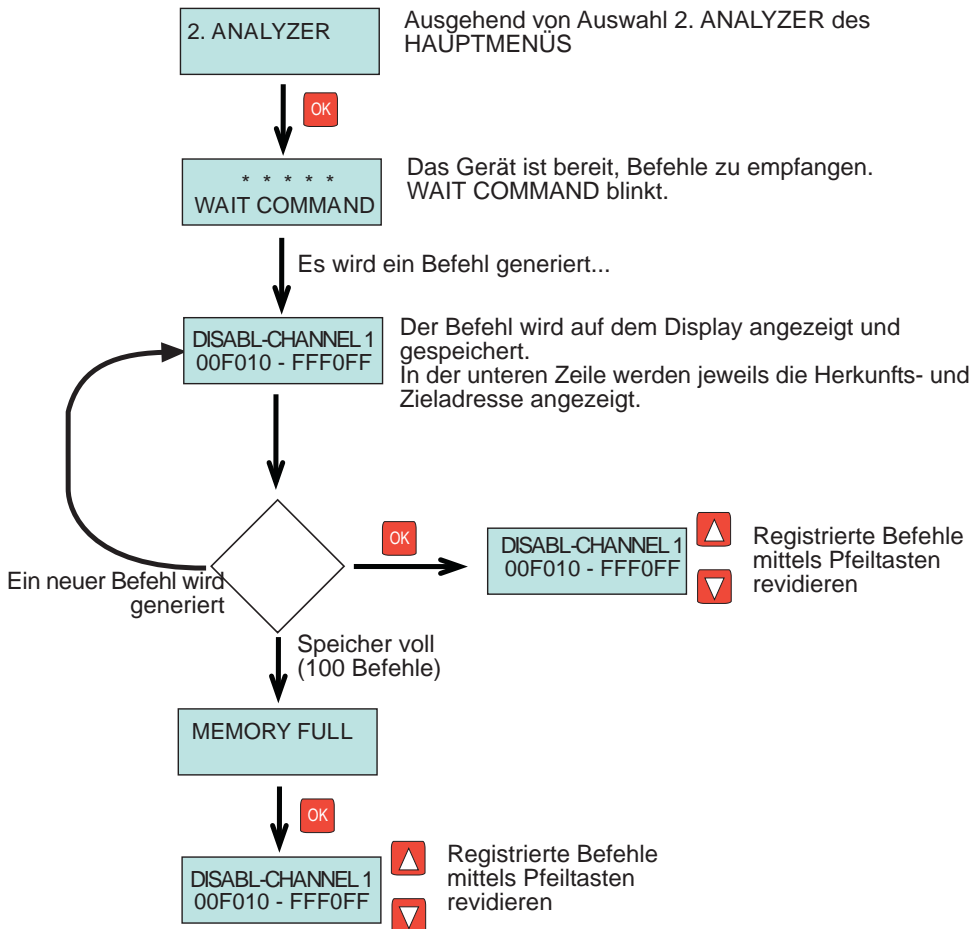 2. ANALYZER
Ausgehend von Auswahl 2. ANALYZER des
HAUPTMENÜS
OK
* * * * *
WAIT COMMAND
Das Gerät ist bereit, Befehle zu empfangen.
WAIT COMMAND blinkt.
Es wird ein Befehl generiert...
DISABL-CHANNEL 1
00F010 - FFF0FF
Der Befehl wird auf dem Display angezeigt und
gespeichert.
In der unteren Zeile werden jeweils die Herkunfts- und
Zieladresse angezeigt.
Ein neuer Befehl wird
generiert
OK
DISABL-CHANNEL 1
00F010 - FFF0FF
Registrierte Befehle
mittels Pfeiltasten
revidieren
Speicher voll
(100 Befehle)
MEMORY FULL
OK
DISABL-CHANNEL 1
00F010 - FFF0FF
Registrierte Befehle
mittels Pfeiltasten
revidieren